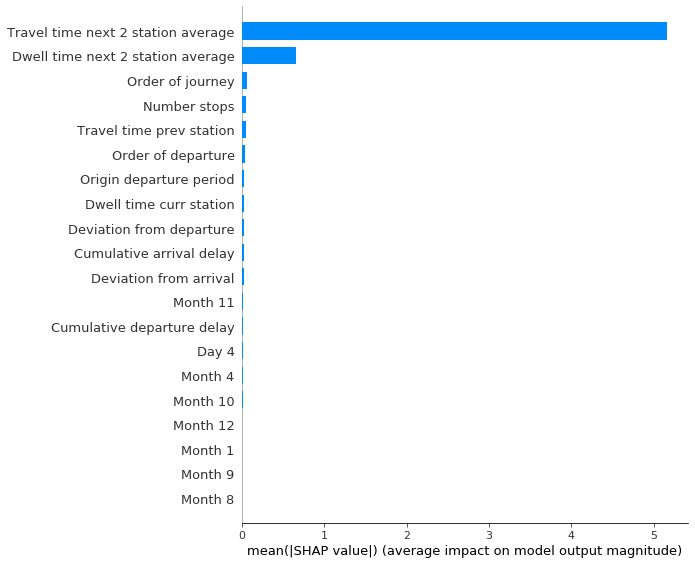 Travel time next 2 station average
Dwell time next 2 station average
Order of journey
Number stops
Travel time prev station
Order of departure
Origin departure period
Dwell time curr station
Deviation from departure
Cumulative arrival delay
Deviation from arrival
Month 11
Cumulative departure delay
Day 4
Month 4
Month 10
Month 12
Month 1
Month 9
Month 8
0 1 2 3 4 5
mean(|SHAP value|) (average impact on model output magnitude)